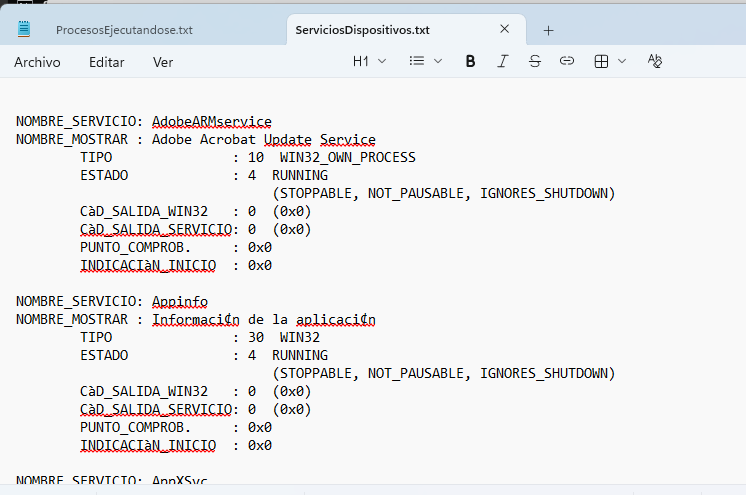 ProcesosEjecutandose.txt
ServiciosDispositivos.txt
Archivo Editar Ver H1 B I S
NOMBRE_SERVICIO: AdobeARMservice
NOMBRE_MOSTRAR : Adobe Acrobat Update Service
TIPO : 10 WIN32_OWN_PROCESS
ESTADO : 4 RUNNING
(STOPPABLE, NOT_PAUSABLE, IGNORES_SHUTDOWN)
CàD_SALIDA_WIN32 : 0 (0x0)
CàD_SALIDA_SERVICIO: 0 (0x0)
PUNTO_COMPROB. : 0x0
INDICACIàN_INICIO : 0x0
NOMBRE_SERVICIO: Appinfo
NOMBRE_MOSTRAR : Informaci¢n de la aplicaci¢n
TIPO : 30 WIN32
ESTADO : 4 RUNNING
(STOPPABLE, NOT_PAUSABLE, IGNORES_SHUTDOWN)
CàD_SALIDA_WIN32 : 0 (0x0)
CàD_SALIDA_SERVICIO: 0 (0x0)
PUNTO_COMPROB. : 0x0
INDICACIàN_INICIO : 0x0
NOMBRE_SERVICIO: AppXSvc